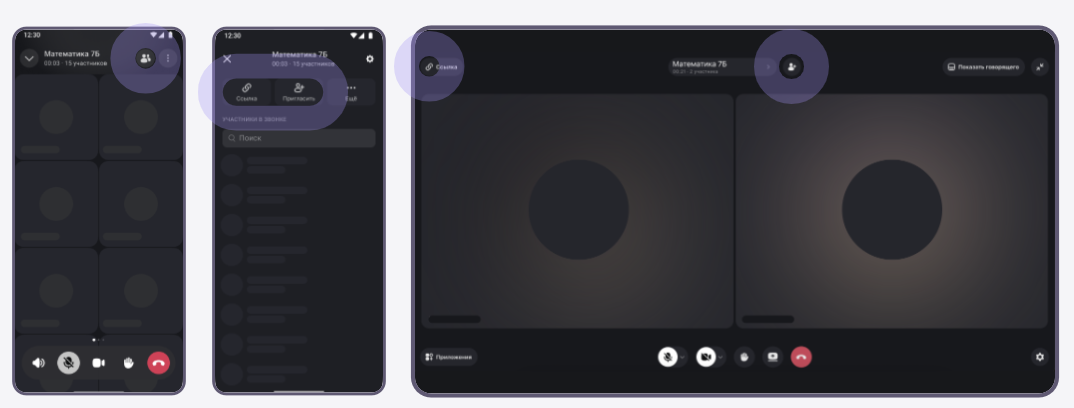 12:30
Математика 7Б
00:03 · 15 участников
12:30
Математика 7Б
00:03 · 15 участников
Ссылка
Пригласить
Ещё
УЧАСТНИКИ В ЗВОНКЕ
Поиск
Ссылка
Математика 7Б
00:21 · 2 участника
Показать говорящего
Приложения